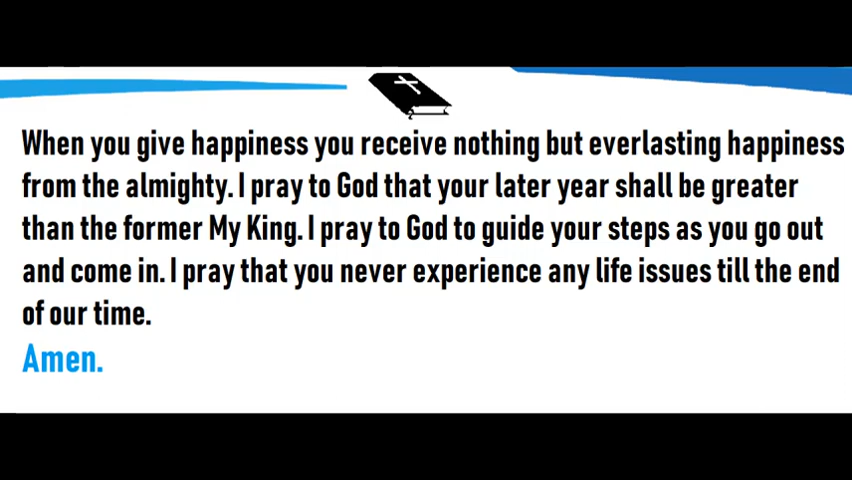 When you give happiness you receive nothing but everlasting happiness
from the almighty. I pray to God that your later year shall be greater
than the former My King. I pray to God to guide your steps as you go out
and come in. I pray that you never experience any life issues till the end
of our time.
Amen.